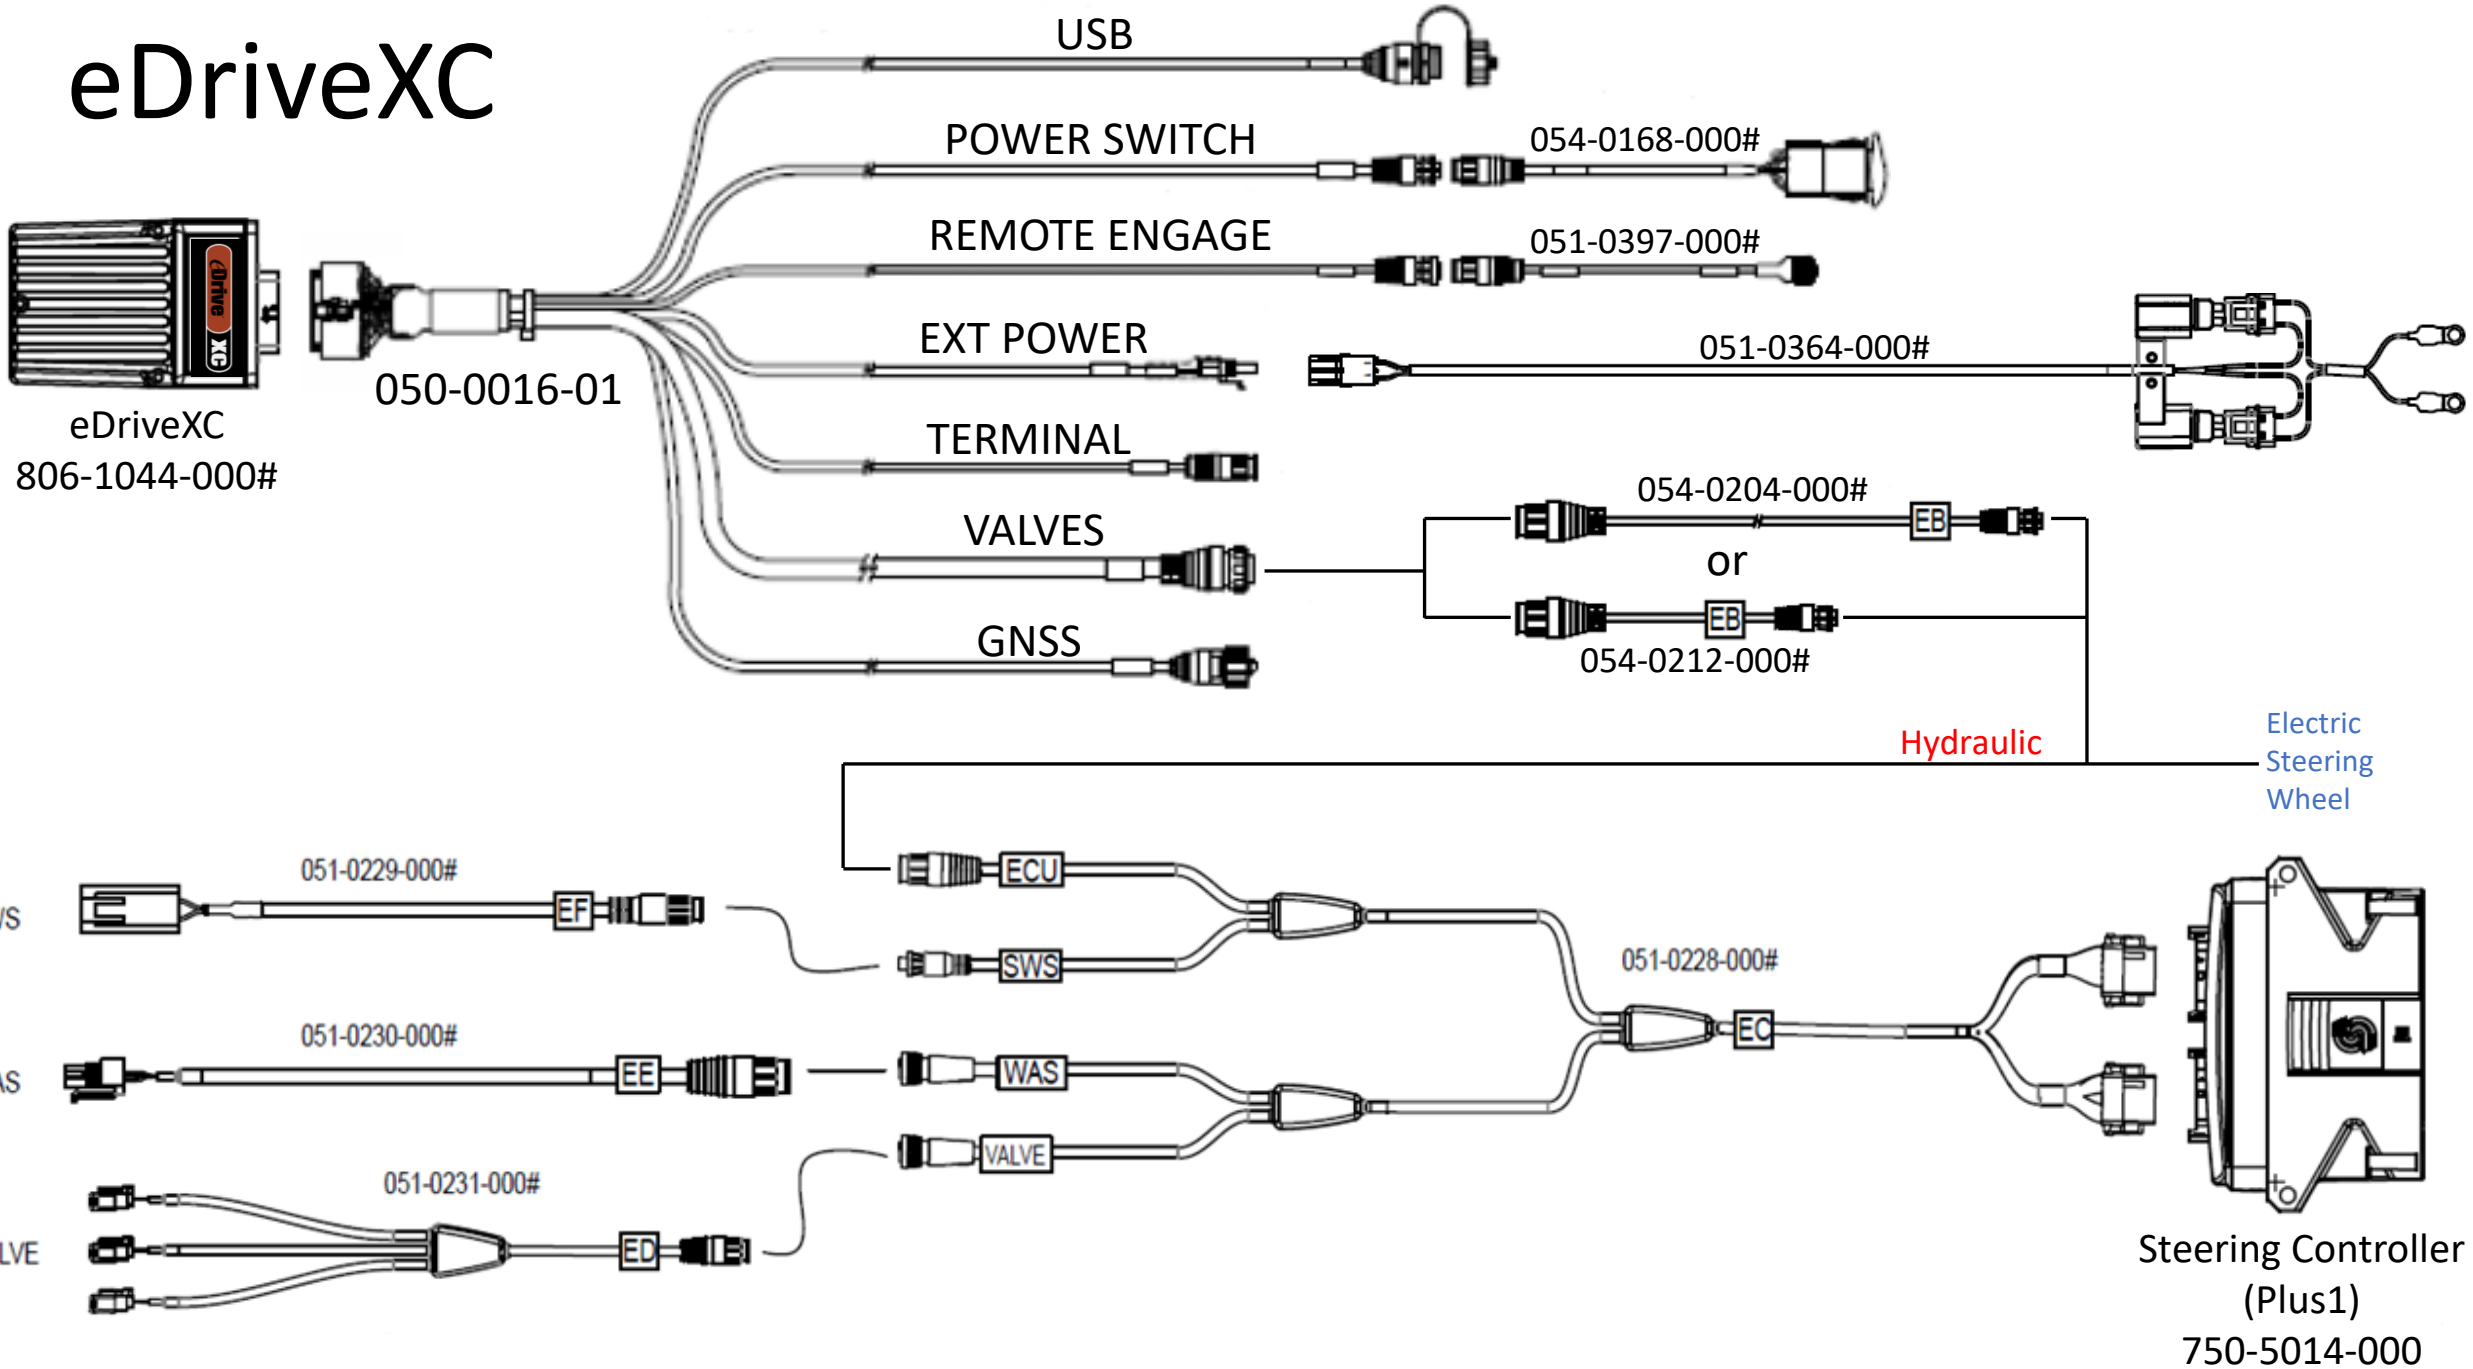 eDriveXC
USB
POWER SWITCH
054-0168-000#
REMOTE ENGAGE
051-0397-000#
eDrive XC
EXT POWER
051-0364-000#
050-0016-01
eDriveXC
806-1044-000#
TERMINAL
VALVES
054-0204-000#
EB
or
EB
054-0212-000#
GNSS
Hydraulic
Electric
Steering
Wheel
051-0229-000#
EF
ECU
SWS
051-0228-000#
051-0230-000#
EE
WAS
EC
VALVE
051-0231-000#
ED
LVE
Steering Controller
(Plus1)
750-5014-000